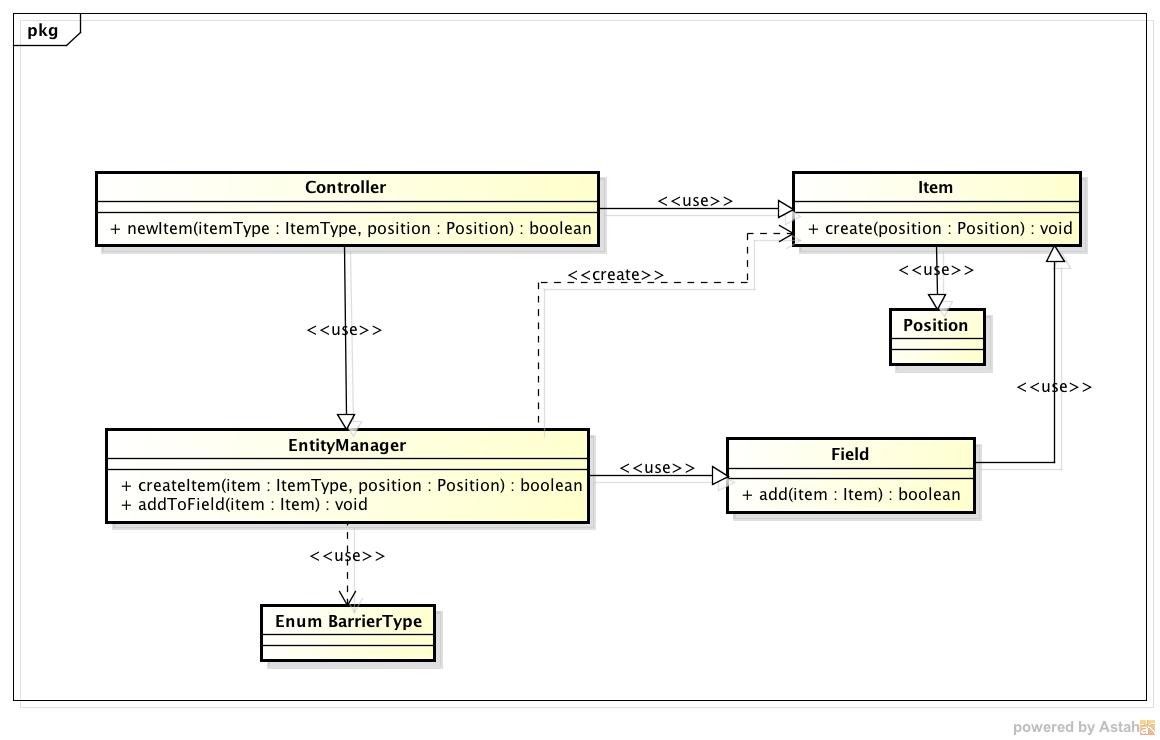 pkg
Controller
+ newItem(itemType : ItemType, position : Position) : boolean
<<use>>
Item
+ create(position : Position) : void
<<create>>
<<use>>
Position
<<use>>
<<use>>
EntityManager
+ createItem(item : ItemType, position : Position) : boolean
+ addToField(item : Item) : void
<<use>>
Field
+ add(item : Item) : boolean
<<use>>
Enum BarrierType
powered by Astah